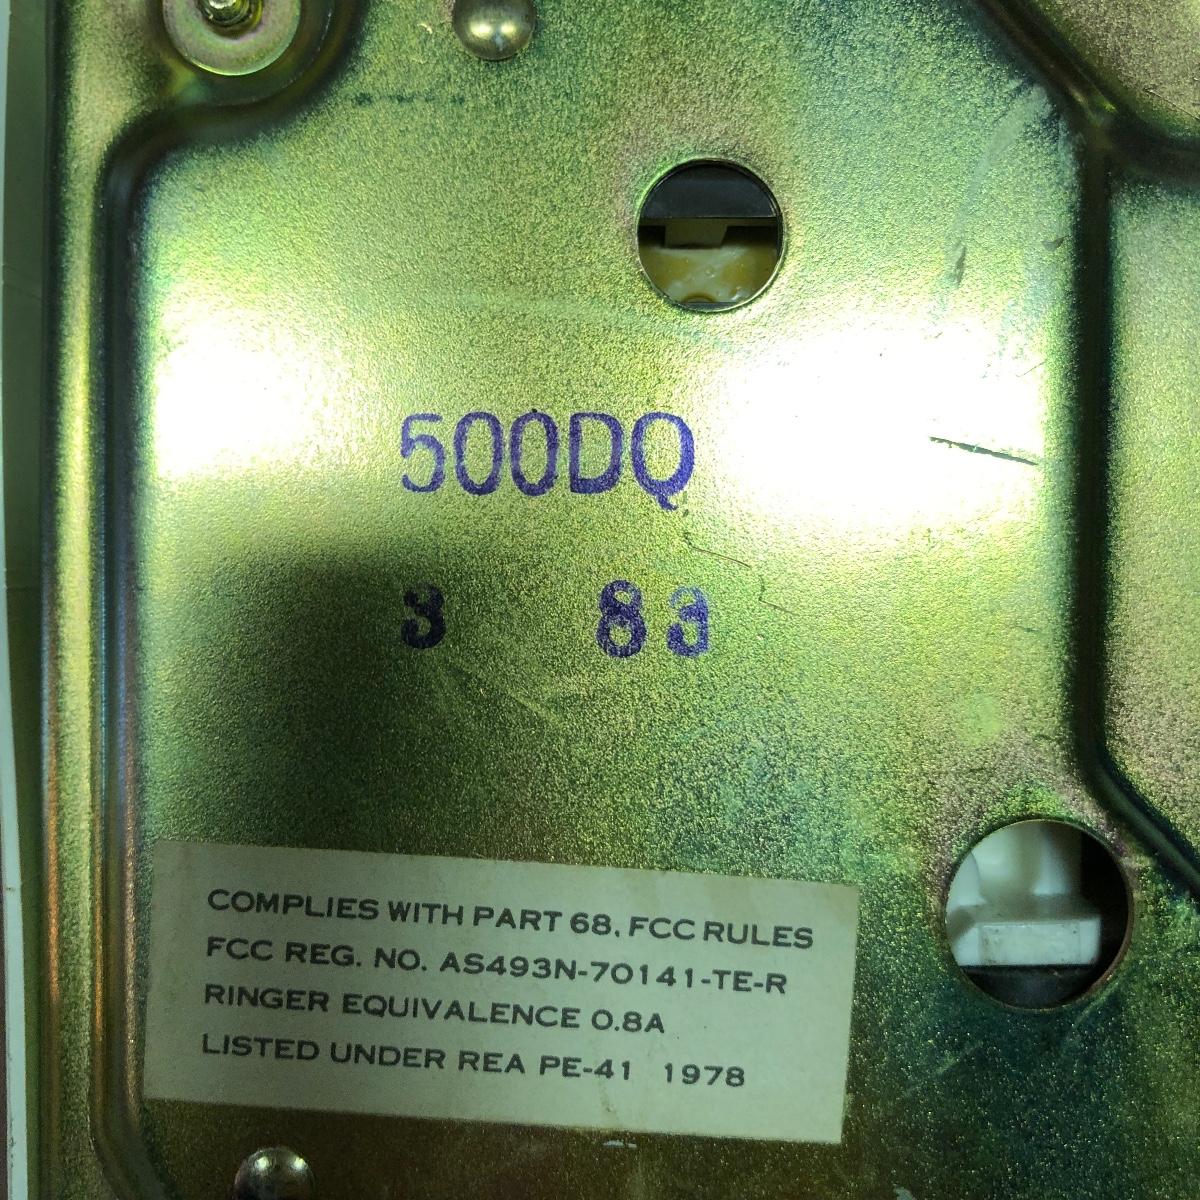 500DQ
3 83
COMPLIES WITH PART 68, FCC RULES
FCC REG. NO. AS493N-70141-TE-R
RINGER EQUIVALENCE 0.8A
LISTED UNDER REA PE-41 1978